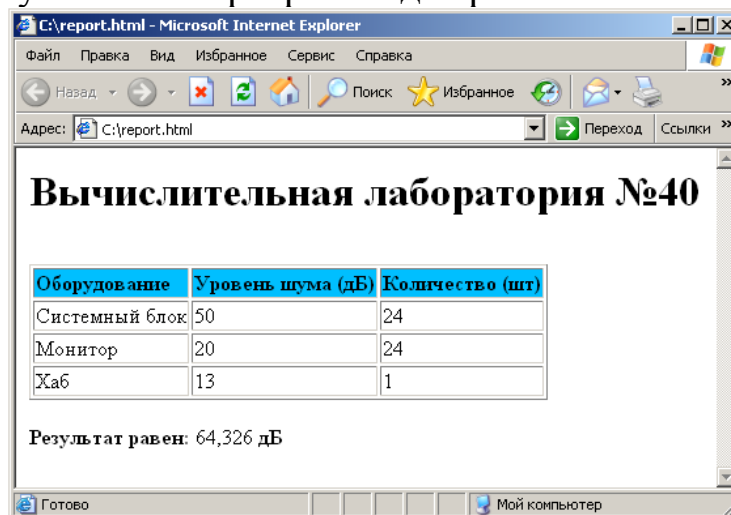 C:\report.html - Microsoft Internet Explorer
Файл Правка Вид Избранное Сервис Справка
Назад Поиск Избранное »
Адрес: C:\report.html Переход Ссылки »
Вычислительная лаборатория №40
Оборудование Уровень шума (дБ) Количество (шт)
Системный блок 50 24
Монитор 20 24
Хаб 13 1
Результат равен: 64,326 дБ
Готово Мой компьютер